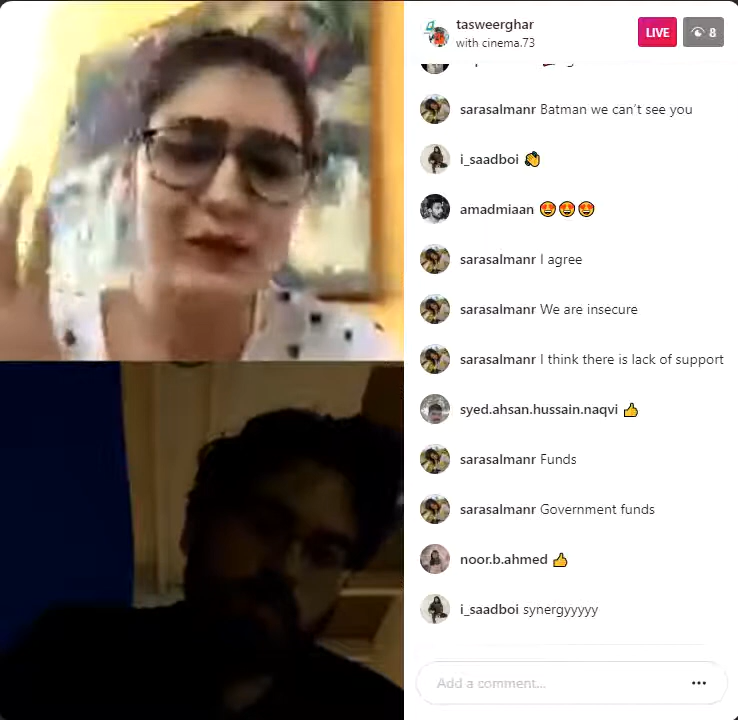 tasweerghar
with cinema.73
LIVE
8
sarasalmanr Batman we can't see you
i_saadboi 👏
amadmiaan 😍😍😍
sarasalmanr I agree
sarasalmanr We are insecure
sarasalmanr I think there is lack of support
syed.ahsan.hussain.naqvi 👍
sarasalmanr Funds
sarasalmanr Government funds
noor.b.ahmed 👍
i_saadboi synergyyyyy
Add a comment...